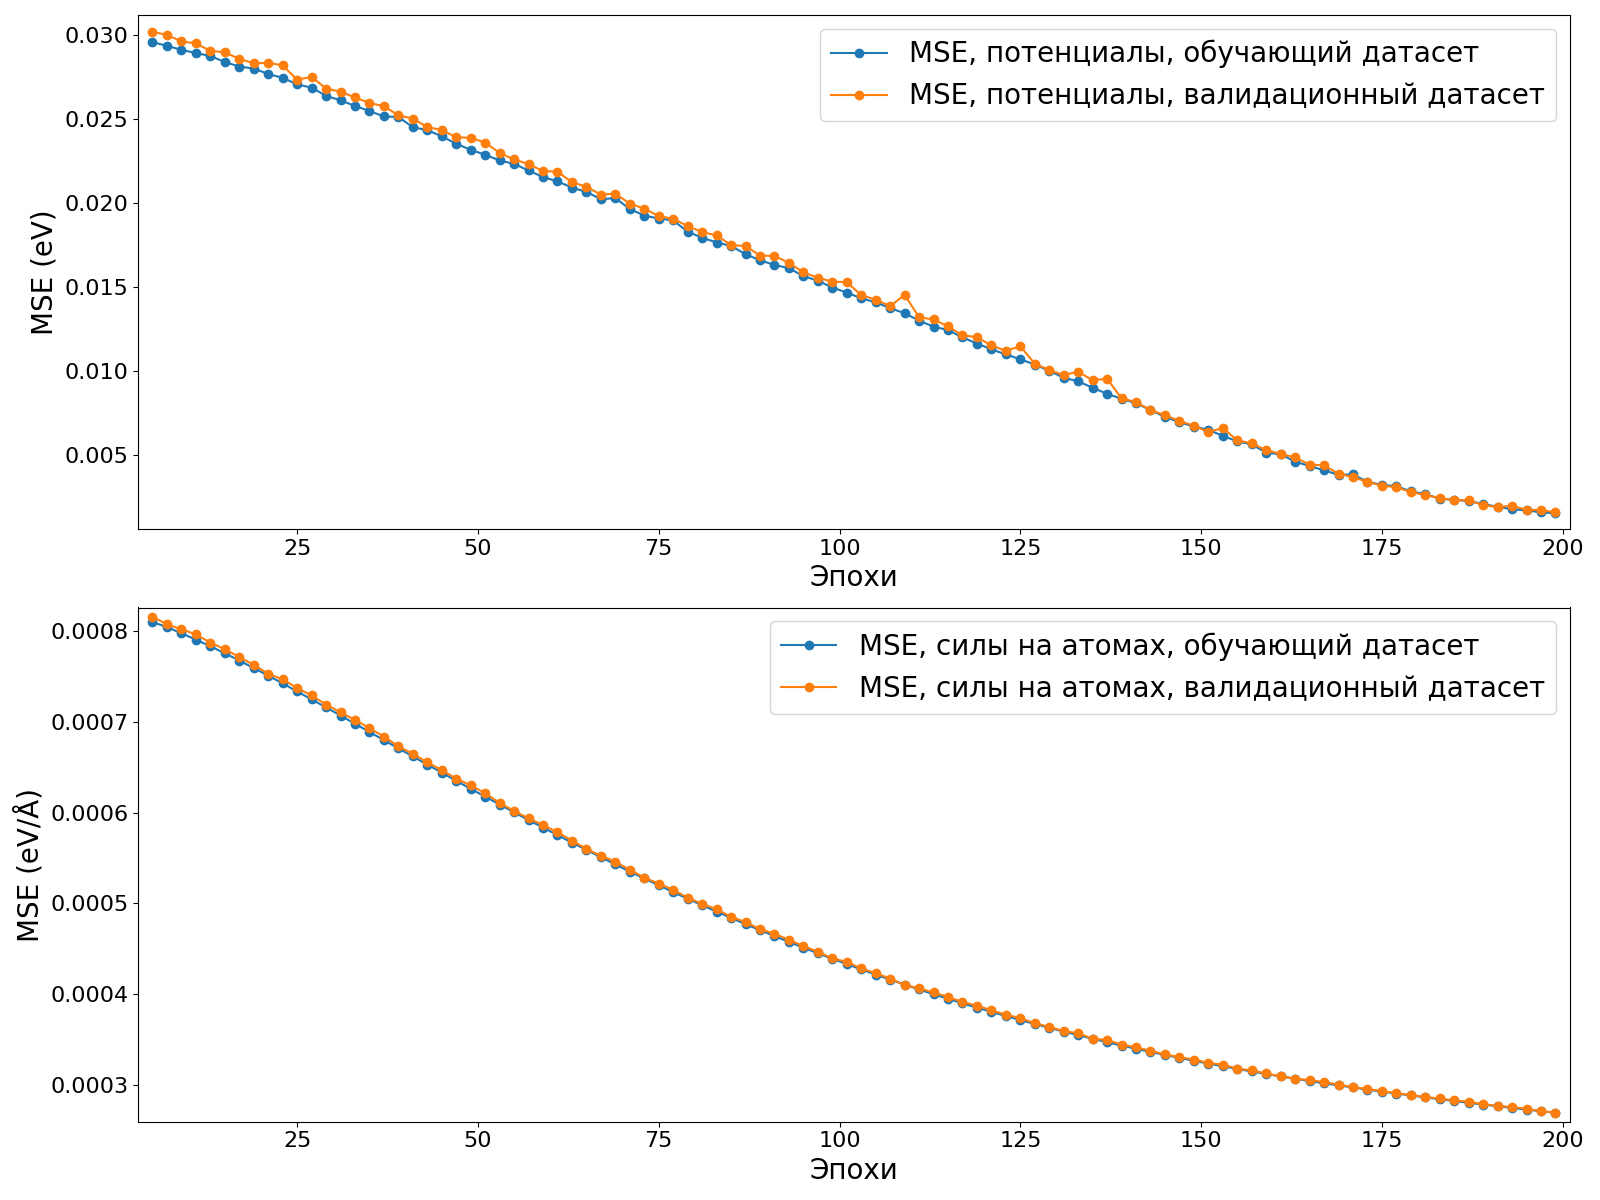 MSE, потенциалы, обучающий датасет
MSE, потенциалы, валидационный датасет
MSE (eV)
0.030
0.025
0.020
0.015
0.010
0.005
25 50 75 100 125 150 175 200
Эпохи
MSE, силы на атомах, обучающий датасет
MSE, силы на атомах, валидационный датасет
MSE (eV/Å)
0.0008
0.0007
0.0006
0.0005
0.0004
0.0003
25 50 75 100 125 150 175 200
Эпохи